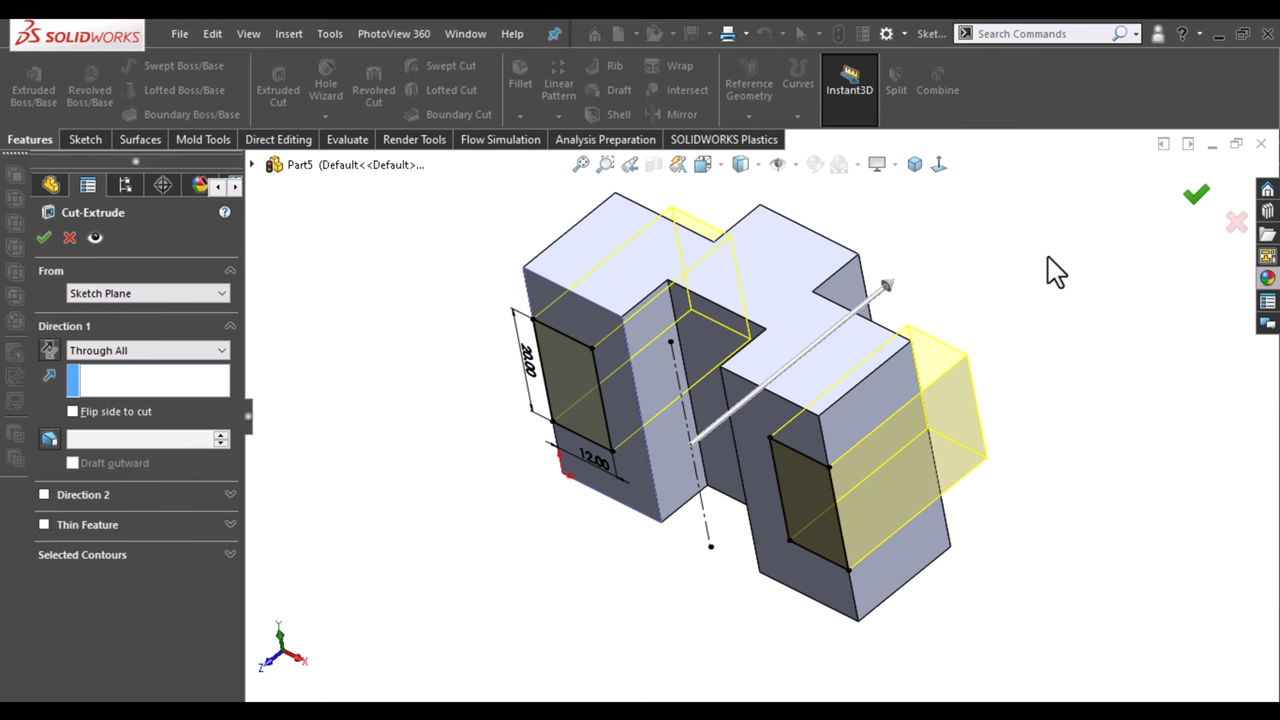 SOLIDWORKS File Edit View Insert Tools PhotoView 360 Window Help Sket... Search Commands
Extruded Boss/Base Revolved Boss/Base Swept Boss/Base Lofted Boss/Base Boundary Boss/Base Extruded Cut Hole Wizard Revolved Cut Swept Cut Lofted Cut Boundary Cut Fillet Linear Pattern Rib Draft Shell Wrap Intersect Mirror Reference Geometry Curves Instant3D Split Combine
Features Sketch Surfaces Mold Tools Direct Editing Evaluate Render Tools Flow Simulation Analysis Preparation SOLIDWORKS Plastics
Part5 (Default<<Default>...
Cut-Extrude ?
From
Sketch Plane
Direction 1
Through All
Flip side to cut
Draft outward
Direction 2
Thin Feature
Selected Contours
20.00
12.00
Y
Z X